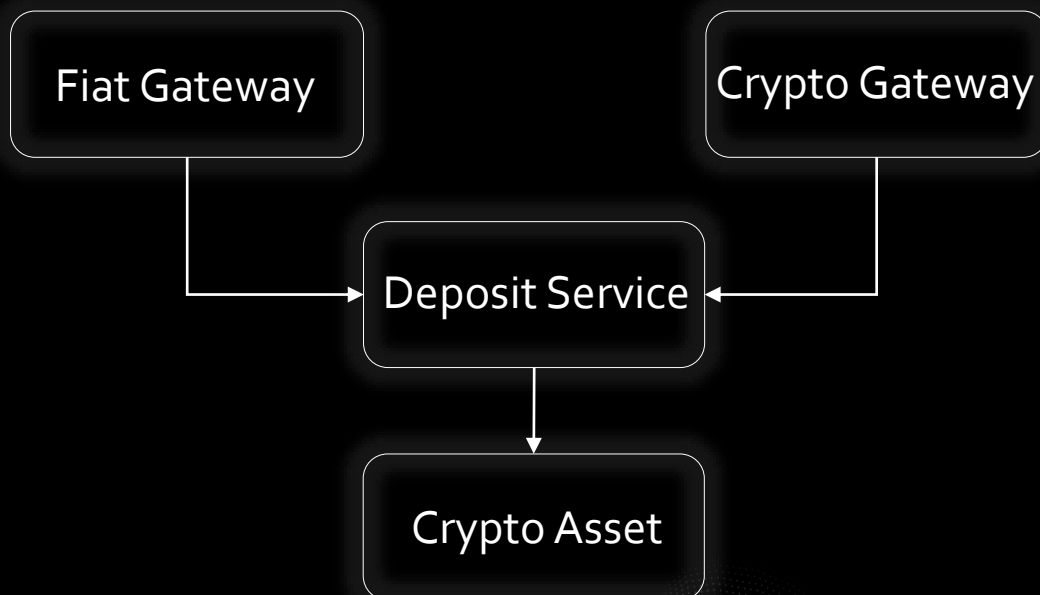 Fiat Gateway
Crypto Gateway
Deposit Service
Crypto Asset